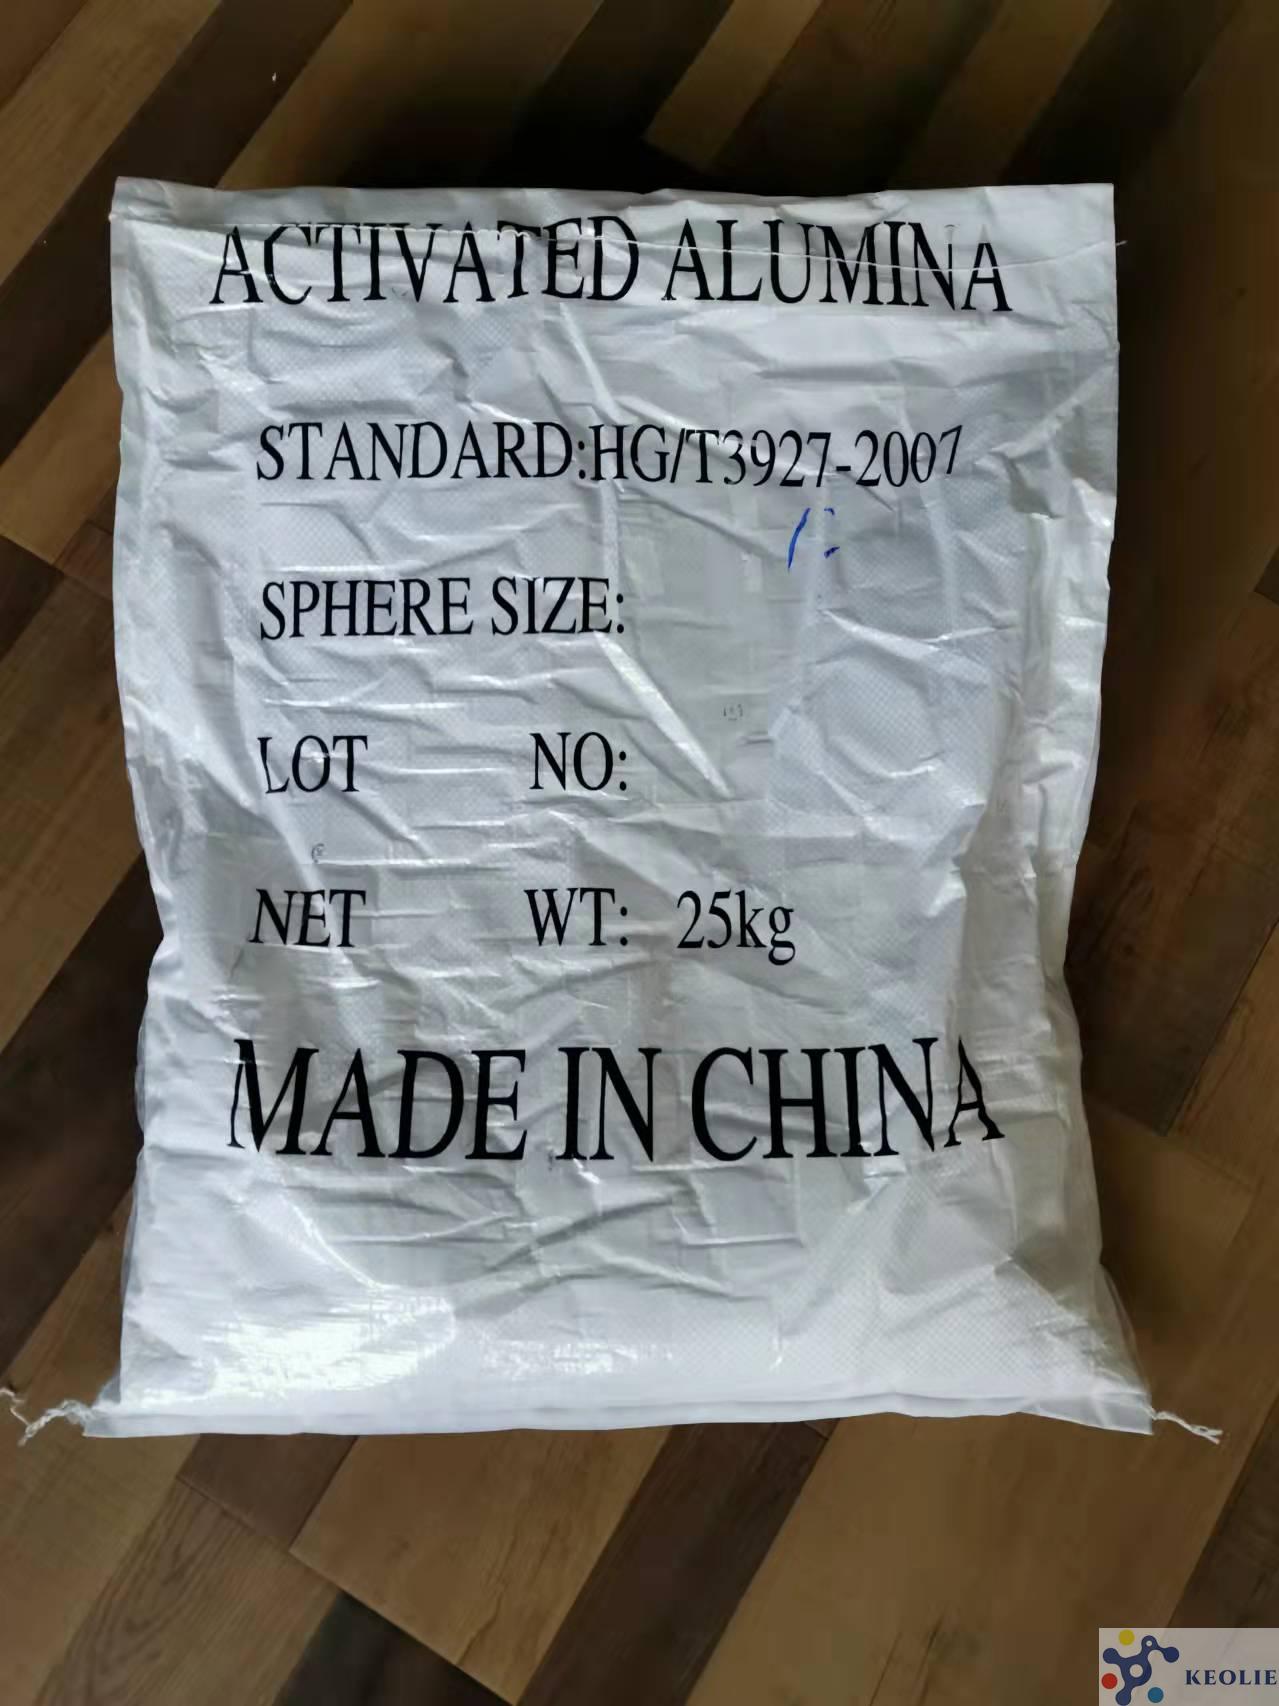 ACTIVATED ALUMINA
STANDARD:HG/T3927-2007
SPHERE SIZE:
LOT NO:
NET WT: 25kg
MADE IN CHINA
KEOLIE